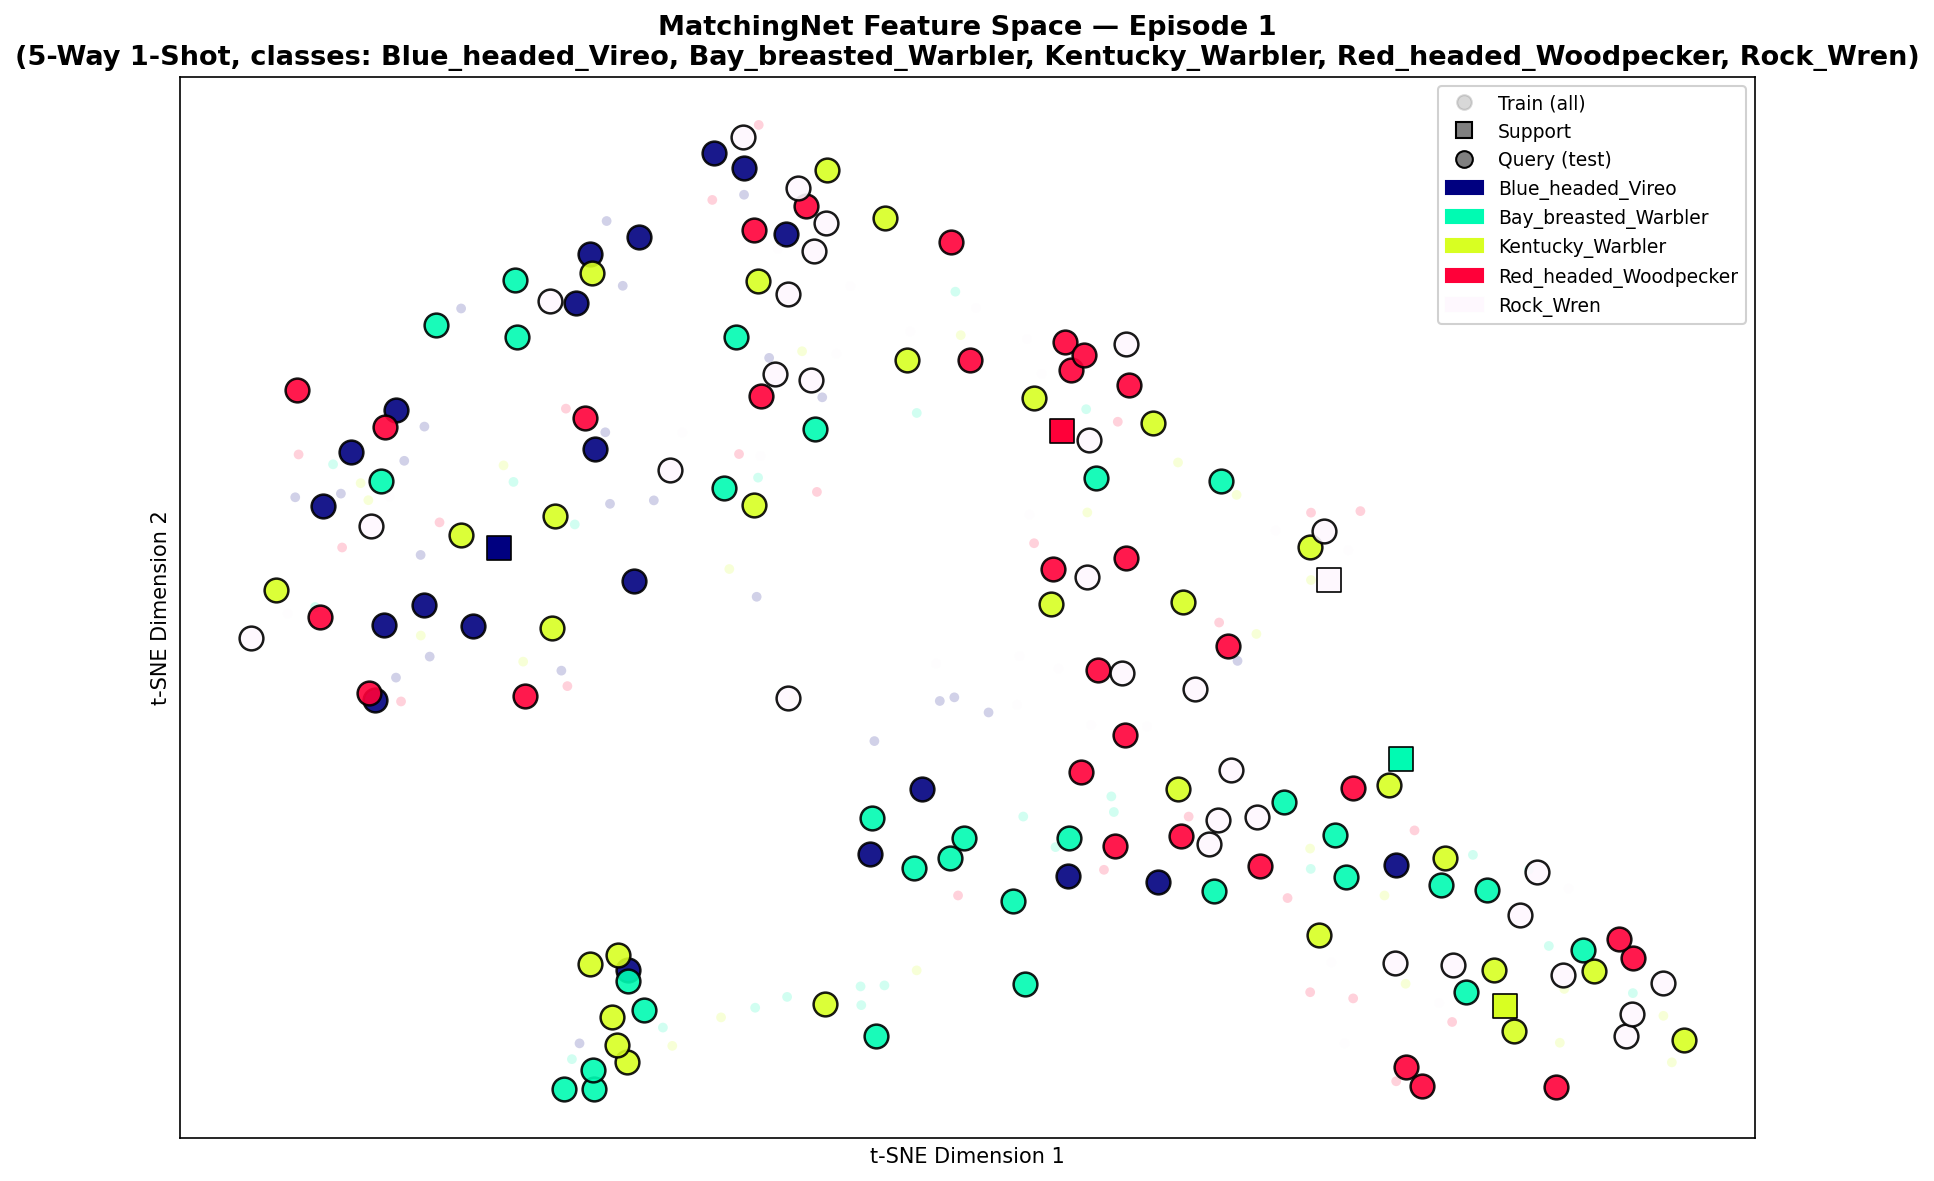 MatchingNet Feature Space — Episode 1
(5-Way 1-Shot, classes: Blue_headed_Vireo, Bay_breasted_Warbler, Kentucky_Warbler, Red_headed_Woodpecker, Rock_Wren)
Train (all)
Support
Query (test)
Blue_headed_Vireo
Bay_breasted_Warbler
Kentucky_Warbler
Red_headed_Woodpecker
Rock_Wren
t-SNE Dimension 2
t-SNE Dimension 1